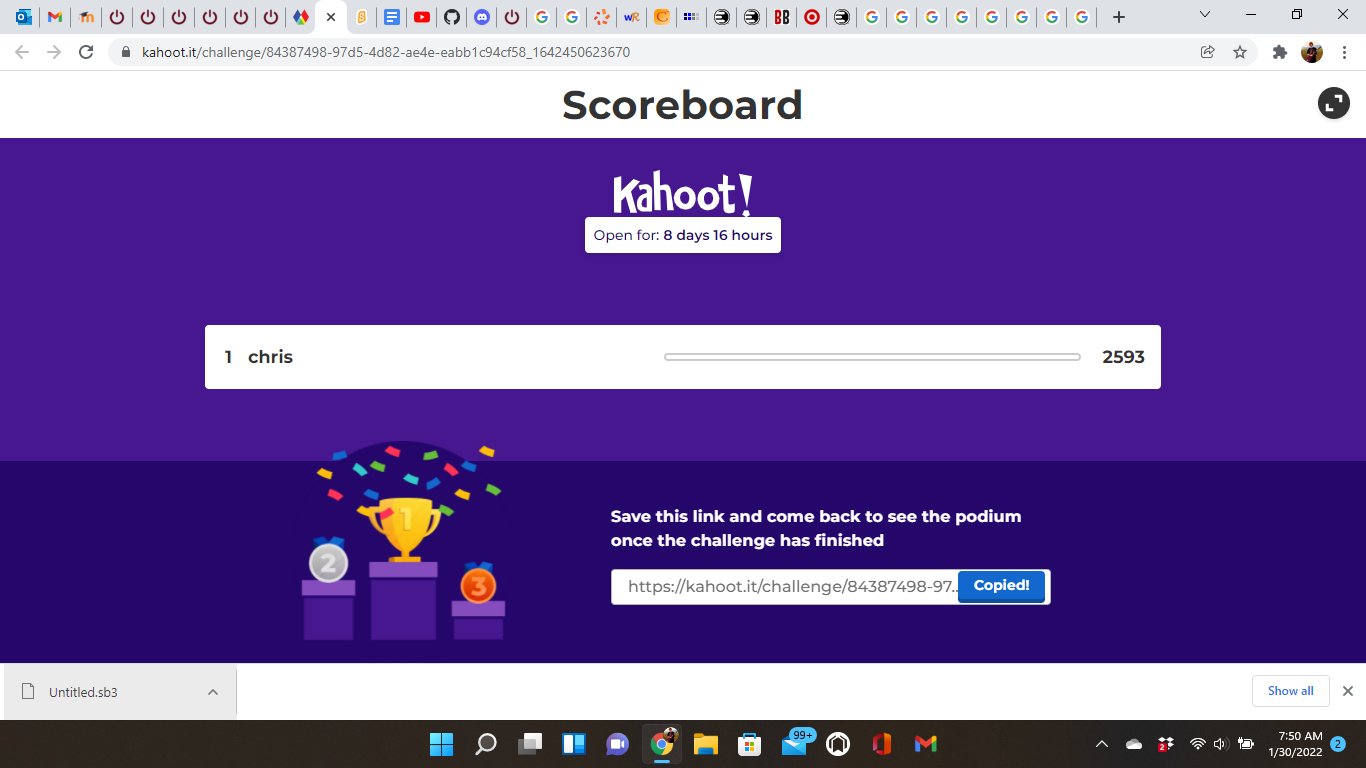 kahoot.it/challenge/84387498-97d5-4d82-ae4e-eabb1c94cf58_1642450623670
Scoreboard
Kahoot!
Open for: 8 days 16 hours
1 chris 2593
1
2
3
Save this link and come back to see the podium
once the challenge has finished
https://kahoot.it/challenge/84387498-97.. Copied!
Untitled.sb3
Show all
99+
2
7:50 AM
1/30/2022
2